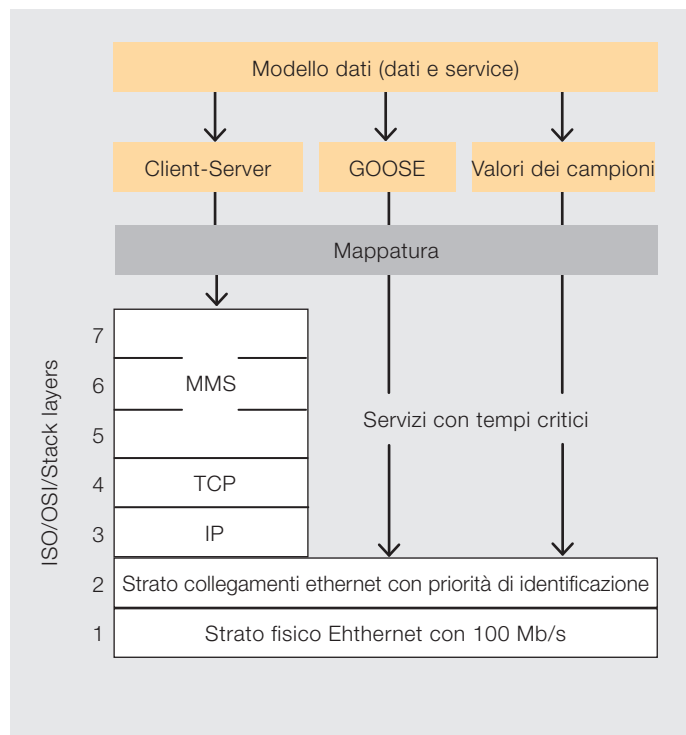 Modello dati (dati e service)
Client-Server
GOOSE
Valori dei campioni
Mappatura
ISO/OSI/Stack layers
7
6
MMS
5
Servizi con tempi critici
4
TCP
3
IP
2
Strato collegamenti ethernet con priorità di identificazione
1
Strato fisico Ehthernet con 100 Mb/s